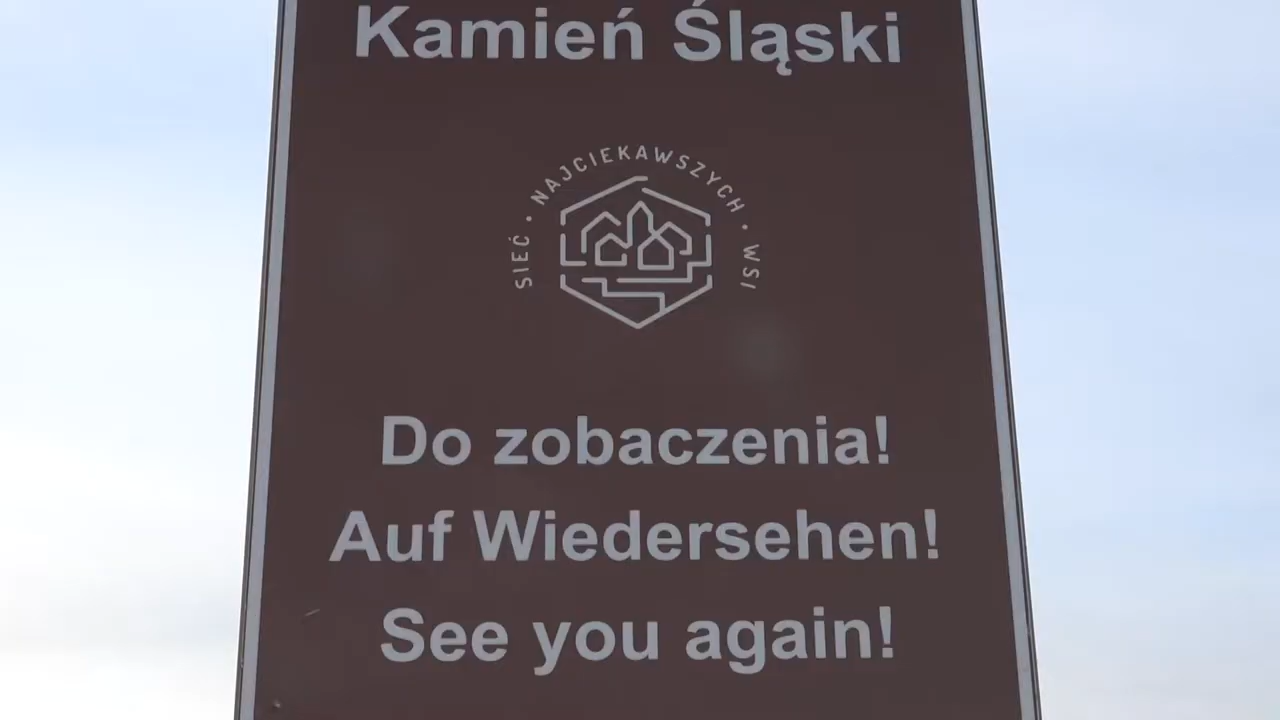 Kamień Śląski
SIEĆ · NAJCIEKAWSZYCH · WSI
Do zobaczenia!
Auf Wiedersehen!
See you again!